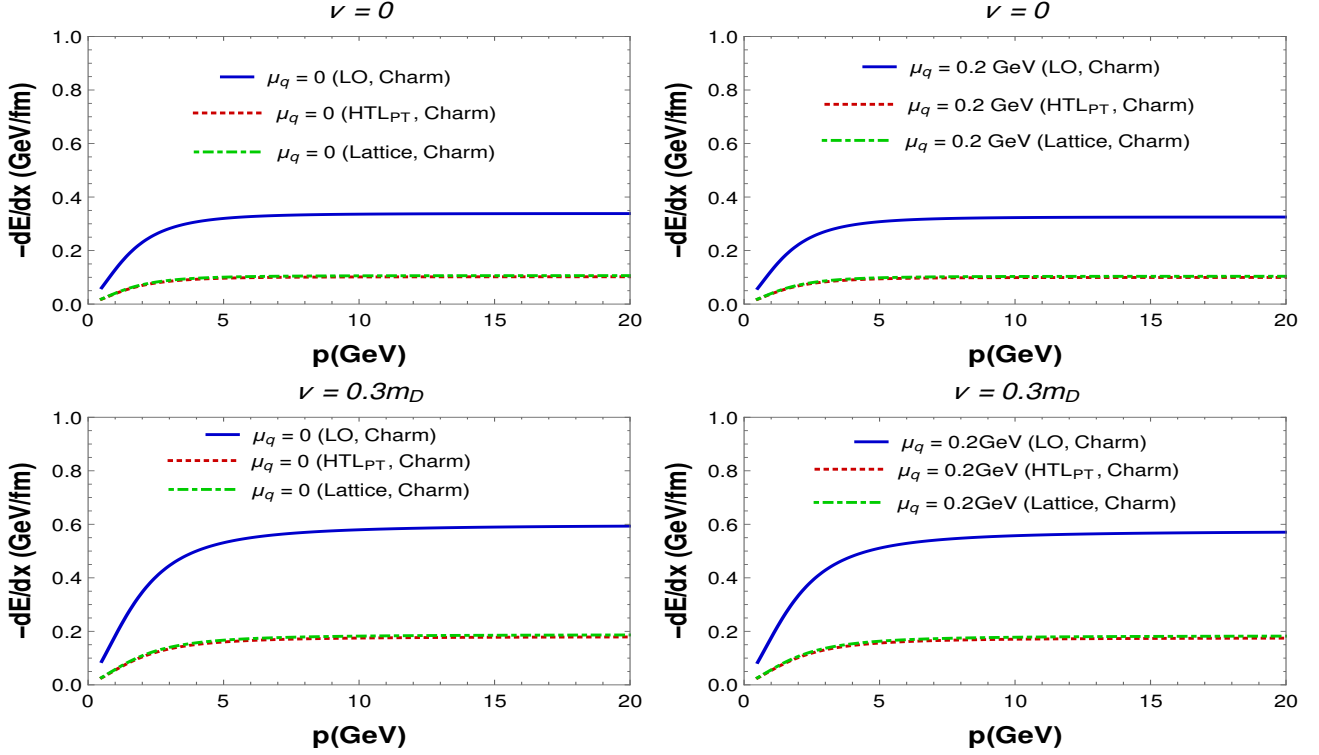 ν = 0
−dE/dx (GeV/fm)
1.0
0.8
0.6
0.4
0.2
0.0
μq = 0 (LO, Charm)
μq = 0 (HTLPT, Charm)
μq = 0 (Lattice, Charm)
0 5 10 15 20
p(GeV)
ν = 0
−dE/dx (GeV/fm)
1.0
0.8
0.6
0.4
0.2
0.0
μq = 0.2 GeV (LO, Charm)
μq = 0.2 GeV (HTLPT, Charm)
μq = 0.2 GeV (Lattice, Charm)
0 5 10 15 20
p(GeV)
ν = 0.3mD
−dE/dx (GeV/fm)
1.0
0.8
0.6
0.4
0.2
0.0
μq = 0 (LO, Charm)
μq = 0 (HTLPT, Charm)
μq = 0 (Lattice, Charm)
0 5 10 15 20
p(GeV)
ν = 0.3mD
−dE/dx (GeV/fm)
1.0
0.8
0.6
0.4
0.2
0.0
μq = 0.2GeV (LO, Charm)
μq = 0.2GeV (HTLPT, Charm)
μq = 0.2GeV (Lattice, Charm)
0 5 10 15 20
p(GeV)